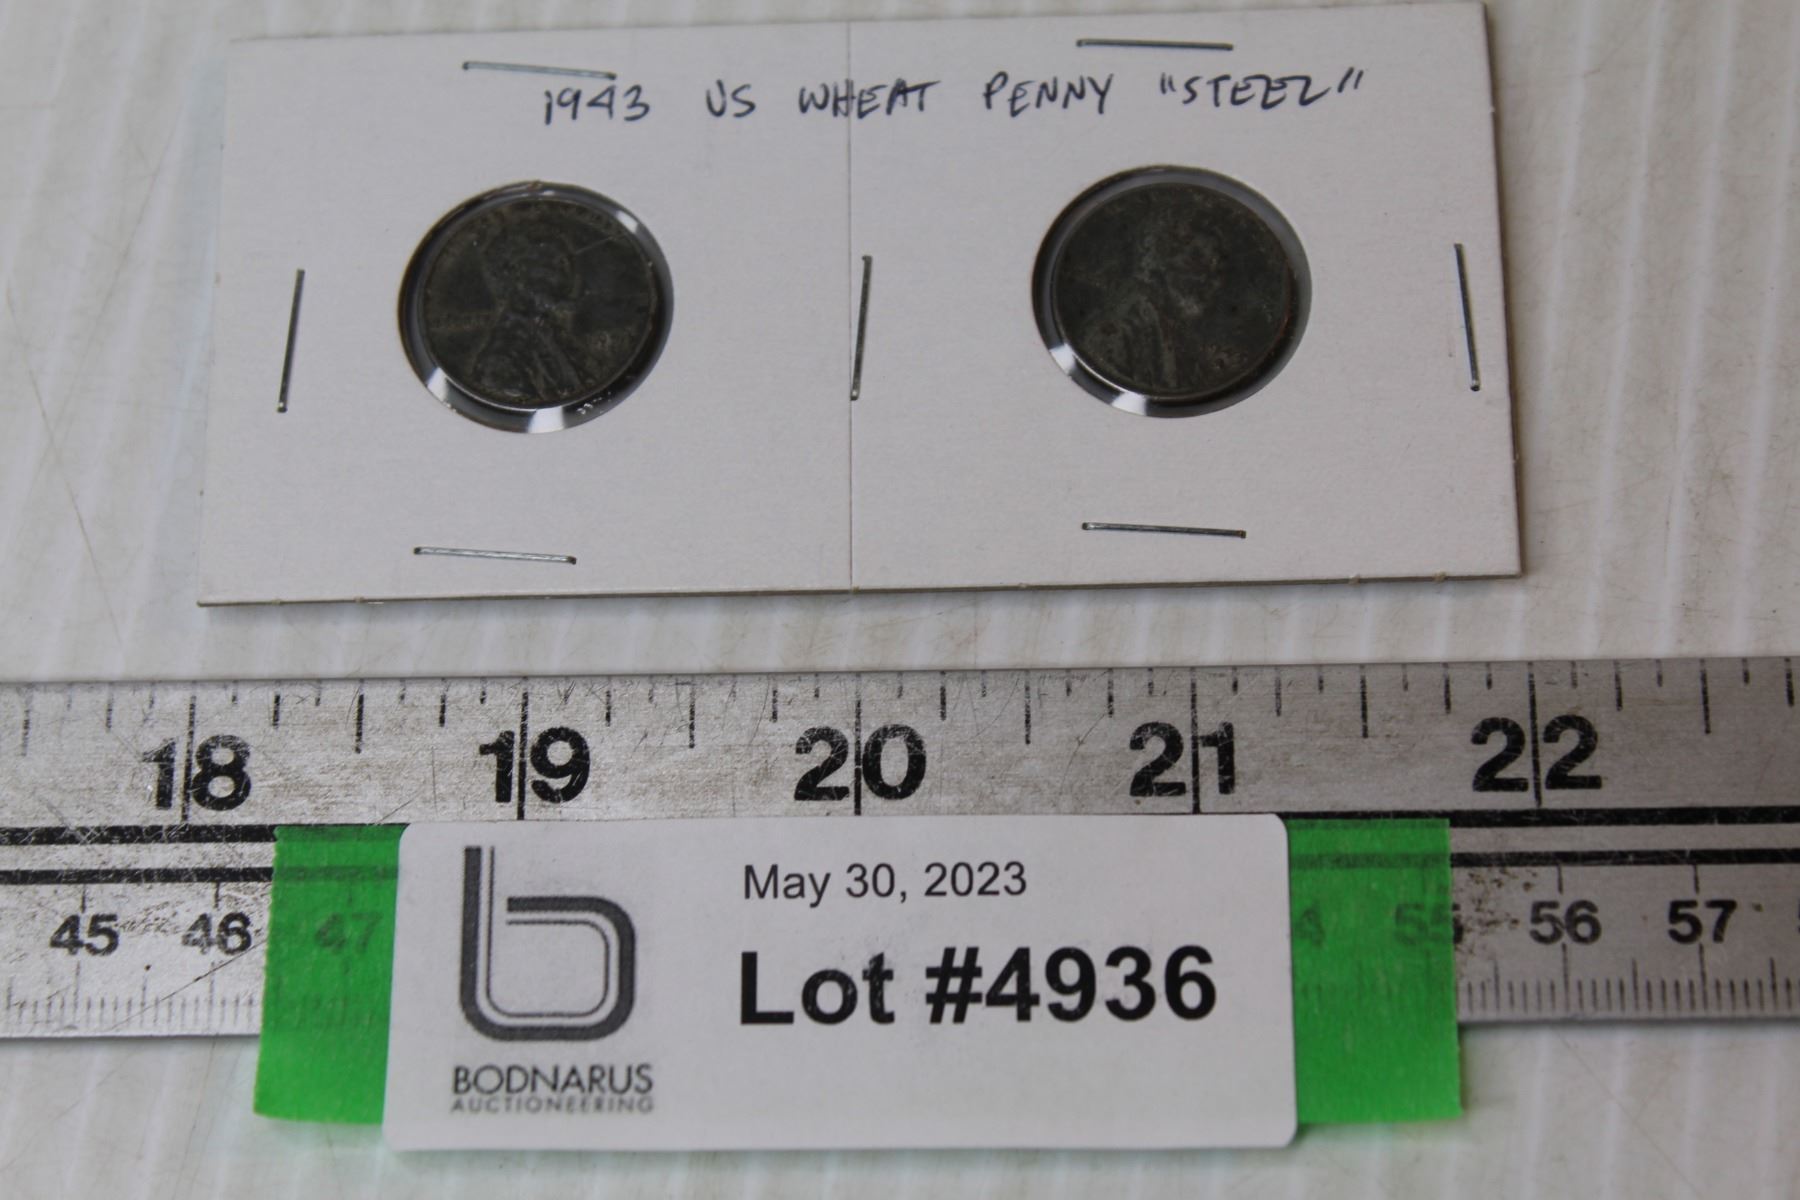 1943 US WHEAT PENNY "STEEL"
18 19 20 21 22
45 46 47 55 56 57
May 30, 2023
Lot #4936
BODNARUS
AUCTIONEERING